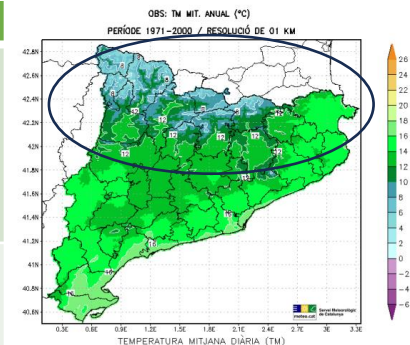 OBS: TM MIT. ANUAL (°C)
PERÍODE 1971-2000 / RESOLUCIÓ DE 01 KM
42.8N
42.6N
42.4N
42.2N
42N
41.8N
41.6N
41.4N
41.2N
41N
40.8N
40.6N
0.3E 0.6E 0.9E 1.2E 1.5E 1.8E 2.1E 2.4E 2.7E 3E 3.3E
26
24
22
20
18
16
14
12
10
8
6
4
2
0
-2
-4
-6
meteo.cat
Servei Meteorològic
de Catalunya
TEMPERATURA MITJANA DIÀRIA (TM)